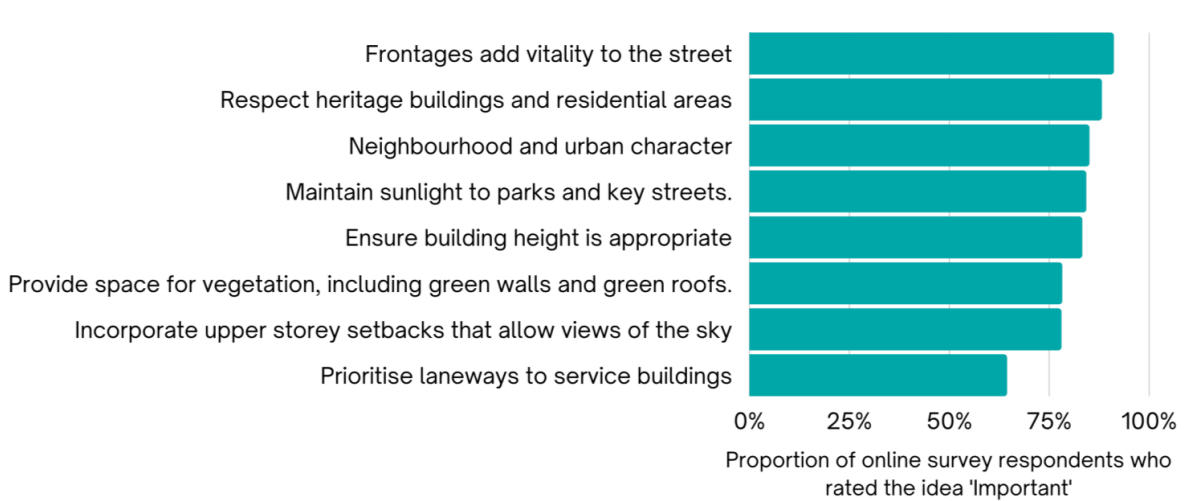 Frontages add vitality to the street
Respect heritage buildings and residential areas
Neighbourhood and urban character
Maintain sunlight to parks and key streets.
Ensure building height is appropriate
Provide space for vegetation, including green walls and green roofs.
Incorporate upper storey setbacks that allow views of the sky
Prioritise laneways to service buildings
0% 25% 50% 75% 100%
Proportion of online survey respondents who
rated the idea 'Important'